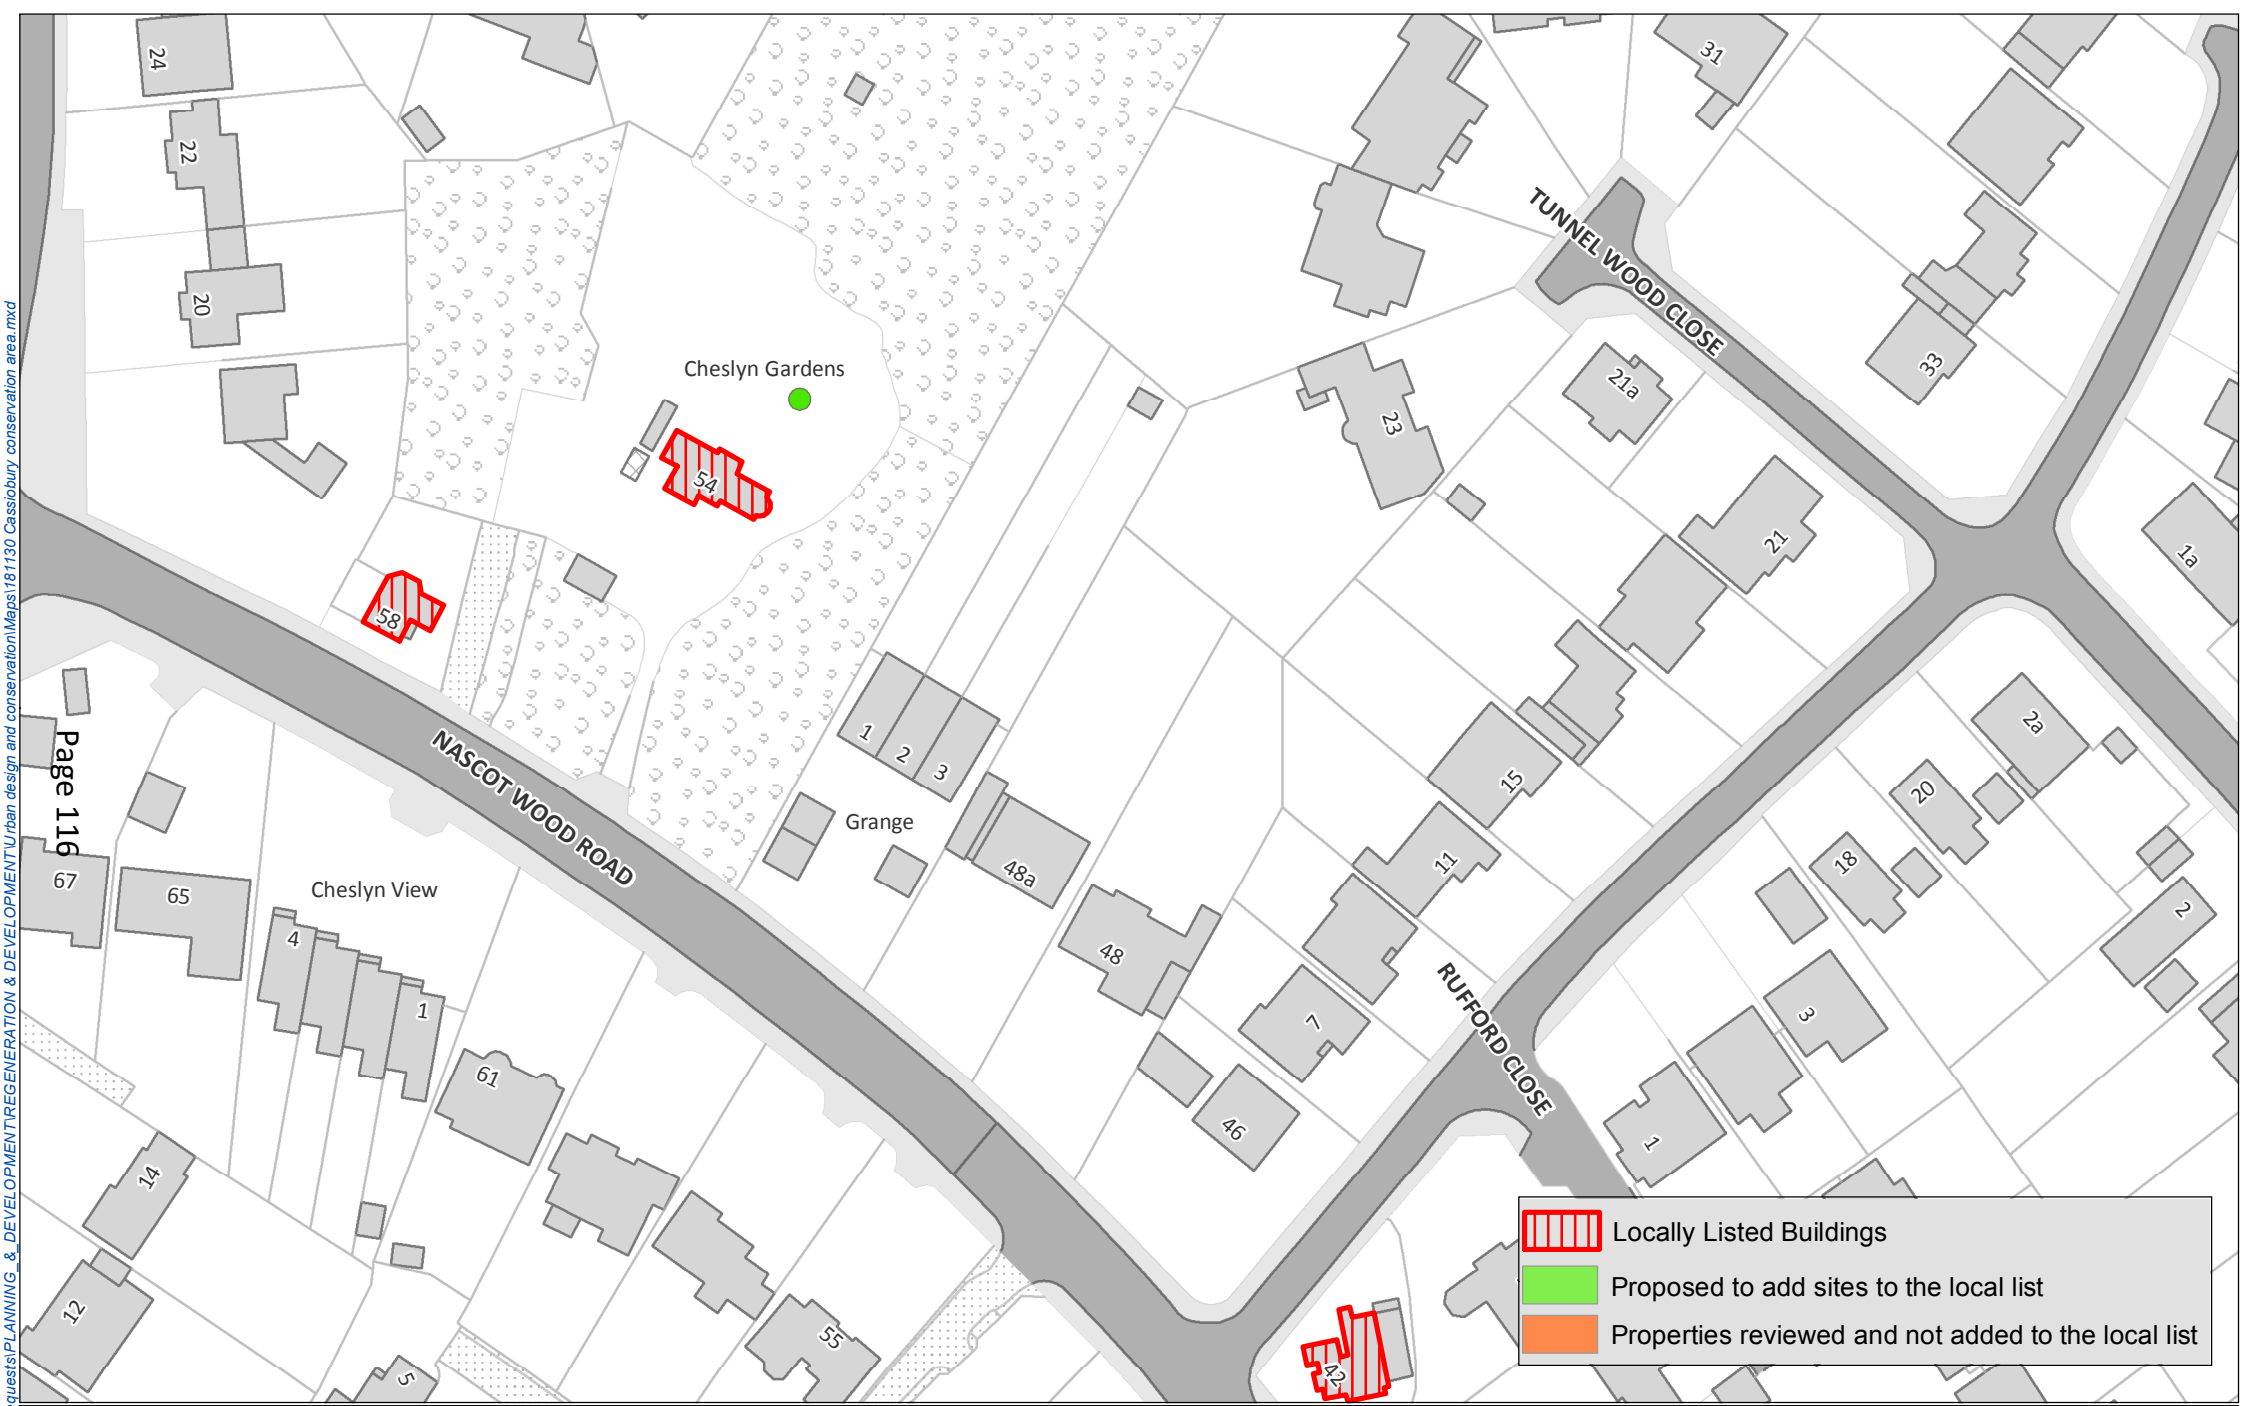 24
31
22
TUNNEL WOOD CLOSE
20
33
Cheslyn Gardens
21a
23
54
21
1a
58
2a
Page 116
NASCOT WOOD ROAD
1
2
3
15
20
Grange
11
18
48a
67
65
Cheslyn View
2
4
48
1
RUFFORD CLOSE
3
7
61
46
1
14
12
55
5
42
Locally Listed Buildings
Proposed to add sites to the local list
Properties reviewed and not added to the local list
quests\PLANNING_&_DEVELOPMENT\REGENERATION & DEVELOPMENT\Urban design and conservation\Maps\181130 Cassiobury conservation area.mxd